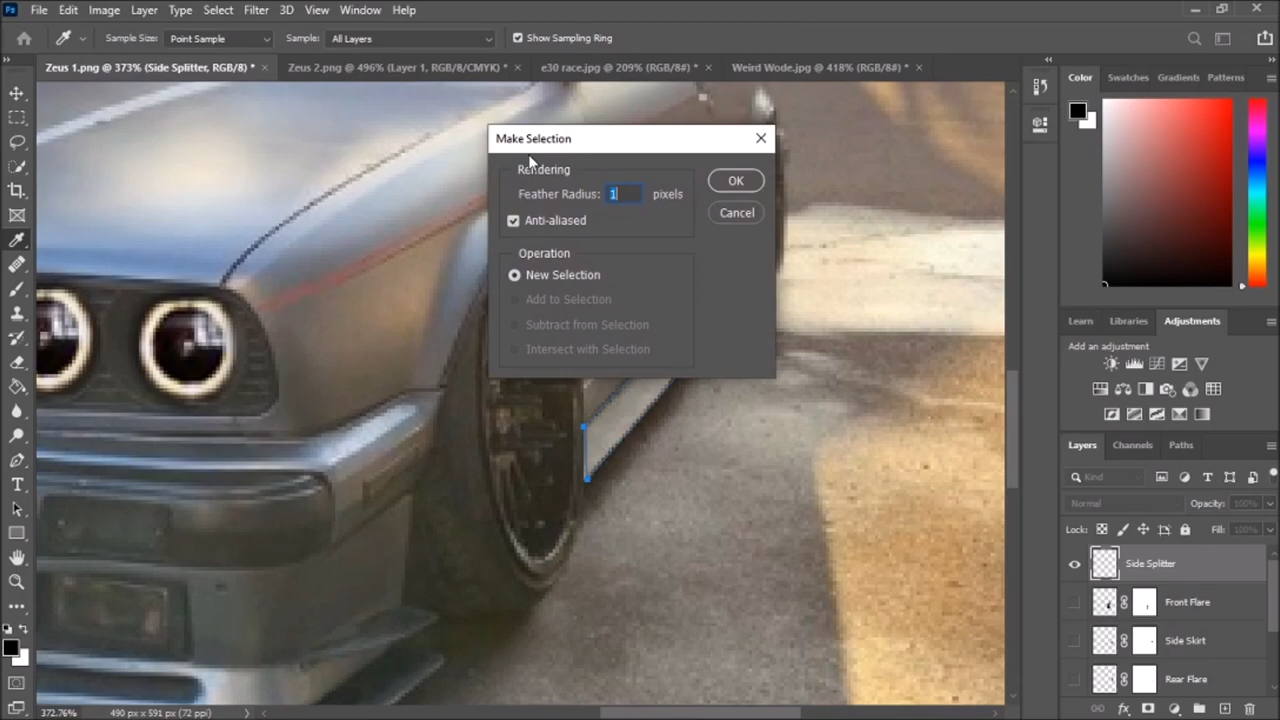 Ps File Edit Image Layer Type Select Filter 3D View Window Help
Sample Size: Point Sample Sample: All Layers Show Sampling Ring
Zeus 1.png @ 373% (Side Splitter, RGB/8) * Zeus 2.png @ 496% (Layer 1, RGB/8/CMYK) * e30 race.jpg @ 209% (RGB/8#) * Weird Wode.jpg @ 418% (RGB/8#) *
Color Swatches Gradients Patterns
Make Selection
Rendering
Feather Radius: 1 pixels
OK
Anti-aliased
Cancel
Operation
New Selection
Add to Selection
Subtract from Selection
Intersect with Selection
Learn Libraries Adjustments
Add an adjustment
Layers Channels Paths
Kind
Normal Opacity: 100%
Lock: Fill: 100%
Side Splitter
Front Flare
Side Skirt
Rear Flare
372.76% 490 px x 591 px (72 ppi)